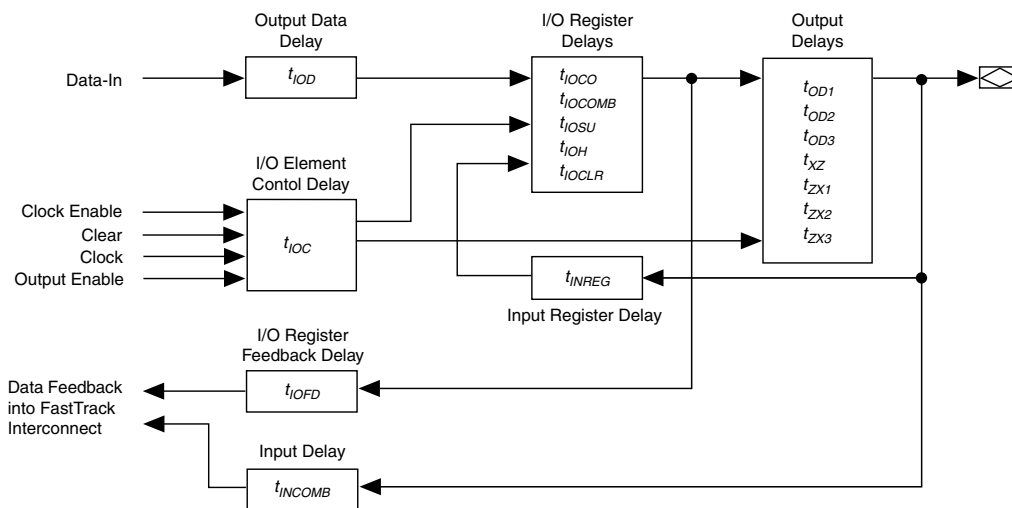 Output Data
Delay
I/O Register
Delays
Output
Delays
Data-In
tIOD
tIOCO
tIOCOMB
tIOSU
tIOH
tIOCLR
tOD1
tOD2
tOD3
tXZ
tZX1
tZX2
tZX3
I/O Element
Contol Delay
Clock Enable
Clear
Clock
Output Enable
tIOC
tINREG
Input Register Delay
I/O Register
Feedback Delay
Data Feedback
into FastTrack
Interconnect
tIOFD
Input Delay
tINCOMB